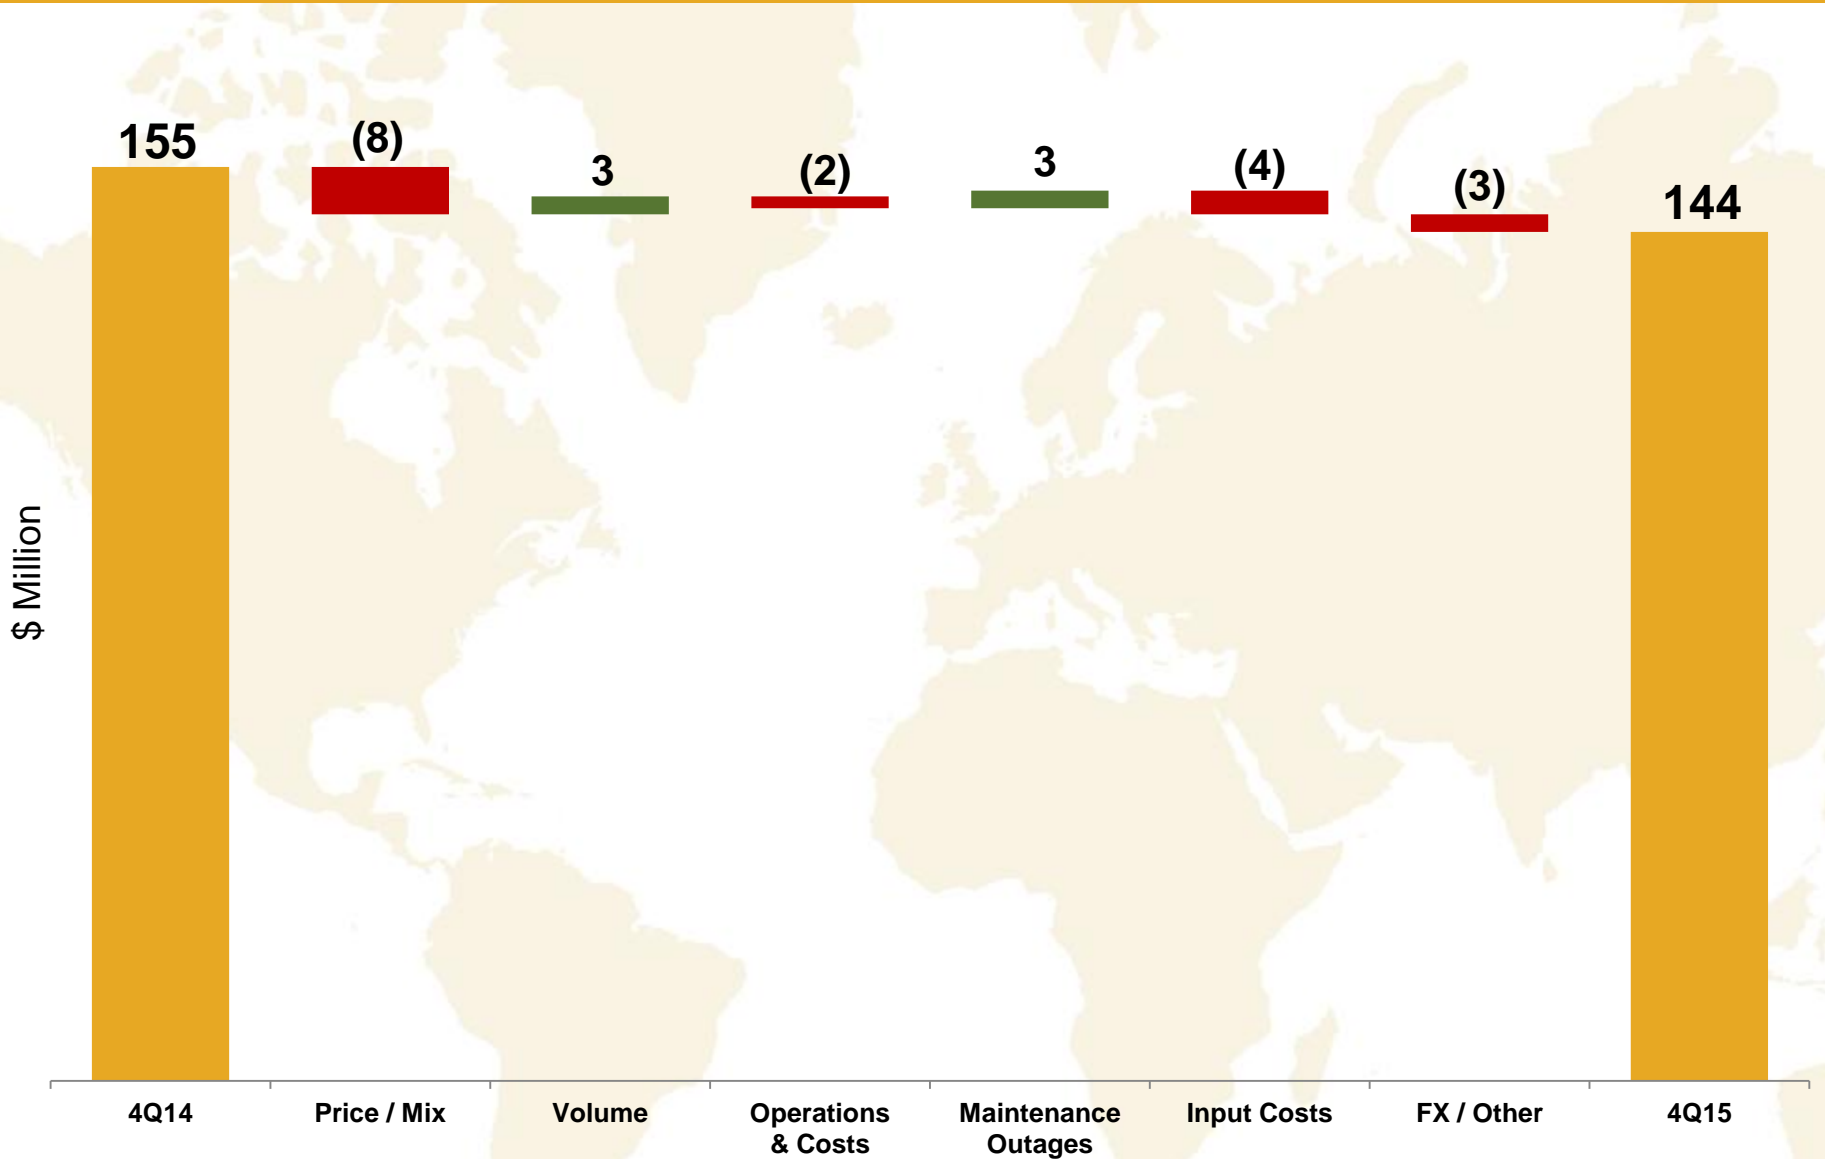 155
(8)
3
(2)
3
(4)
(3)
144
$ Million
4Q14
Price / Mix
Volume
Operations
& Costs
Maintenance
Outages
Input Costs
FX / Other
4Q15